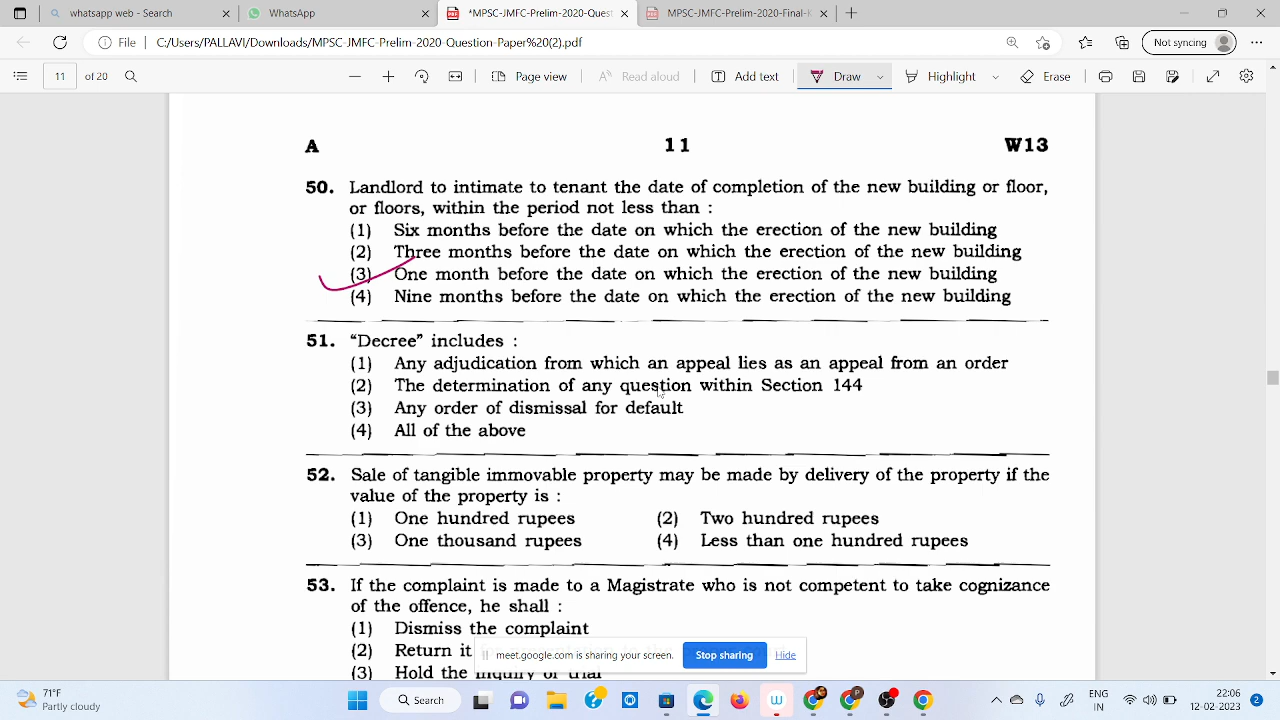 whatsapp web - Search
WhatsApp
*MPSC-JMFC-Prelim-2020-Quest
MPSC-JMFC-Prelim-2020-Final-K
File
C:/Users/PALLAVI/Downloads/MPSC JMFC-Prelim-2020-Question-Paper%20(2).pdf
Not syncing
11 of 20
Page view
Read aloud
Add text
Draw
Highlight
Erase
A 11 W13
50. Landlord to intimate to tenant the date of completion of the new building or floor,
or floors, within the period not less than :
(1) Six months before the date on which the erection of the new building
(2) Three months before the date on which the erection of the new building
(3) One month before the date on which the erection of the new building
(4) Nine months before the date on which the erection of the new building
51. “Decree” includes :
(1) Any adjudication from which an appeal lies as an appeal from an order
(2) The determination of any question within Section 144
(3) Any order of dismissal for default
(4) All of the above
52. Sale of tangible immovable property may be made by delivery of the property if the
value of the property is :
(1) One hundred rupees (2) Two hundred rupees
(3) One thousand rupees (4) Less than one hundred rupees
53. If the complaint is made to a Magistrate who is not competent to take cognizance
of the offence, he shall :
(1) Dismiss the complaint
(2) Return it
meet.google.com is sharing your screen.
Stop sharing
Hide
(3) Hold the inquiry or trial
71°F
Partly cloudy
Search
ENG
IN
12:06
12-02-2023
2